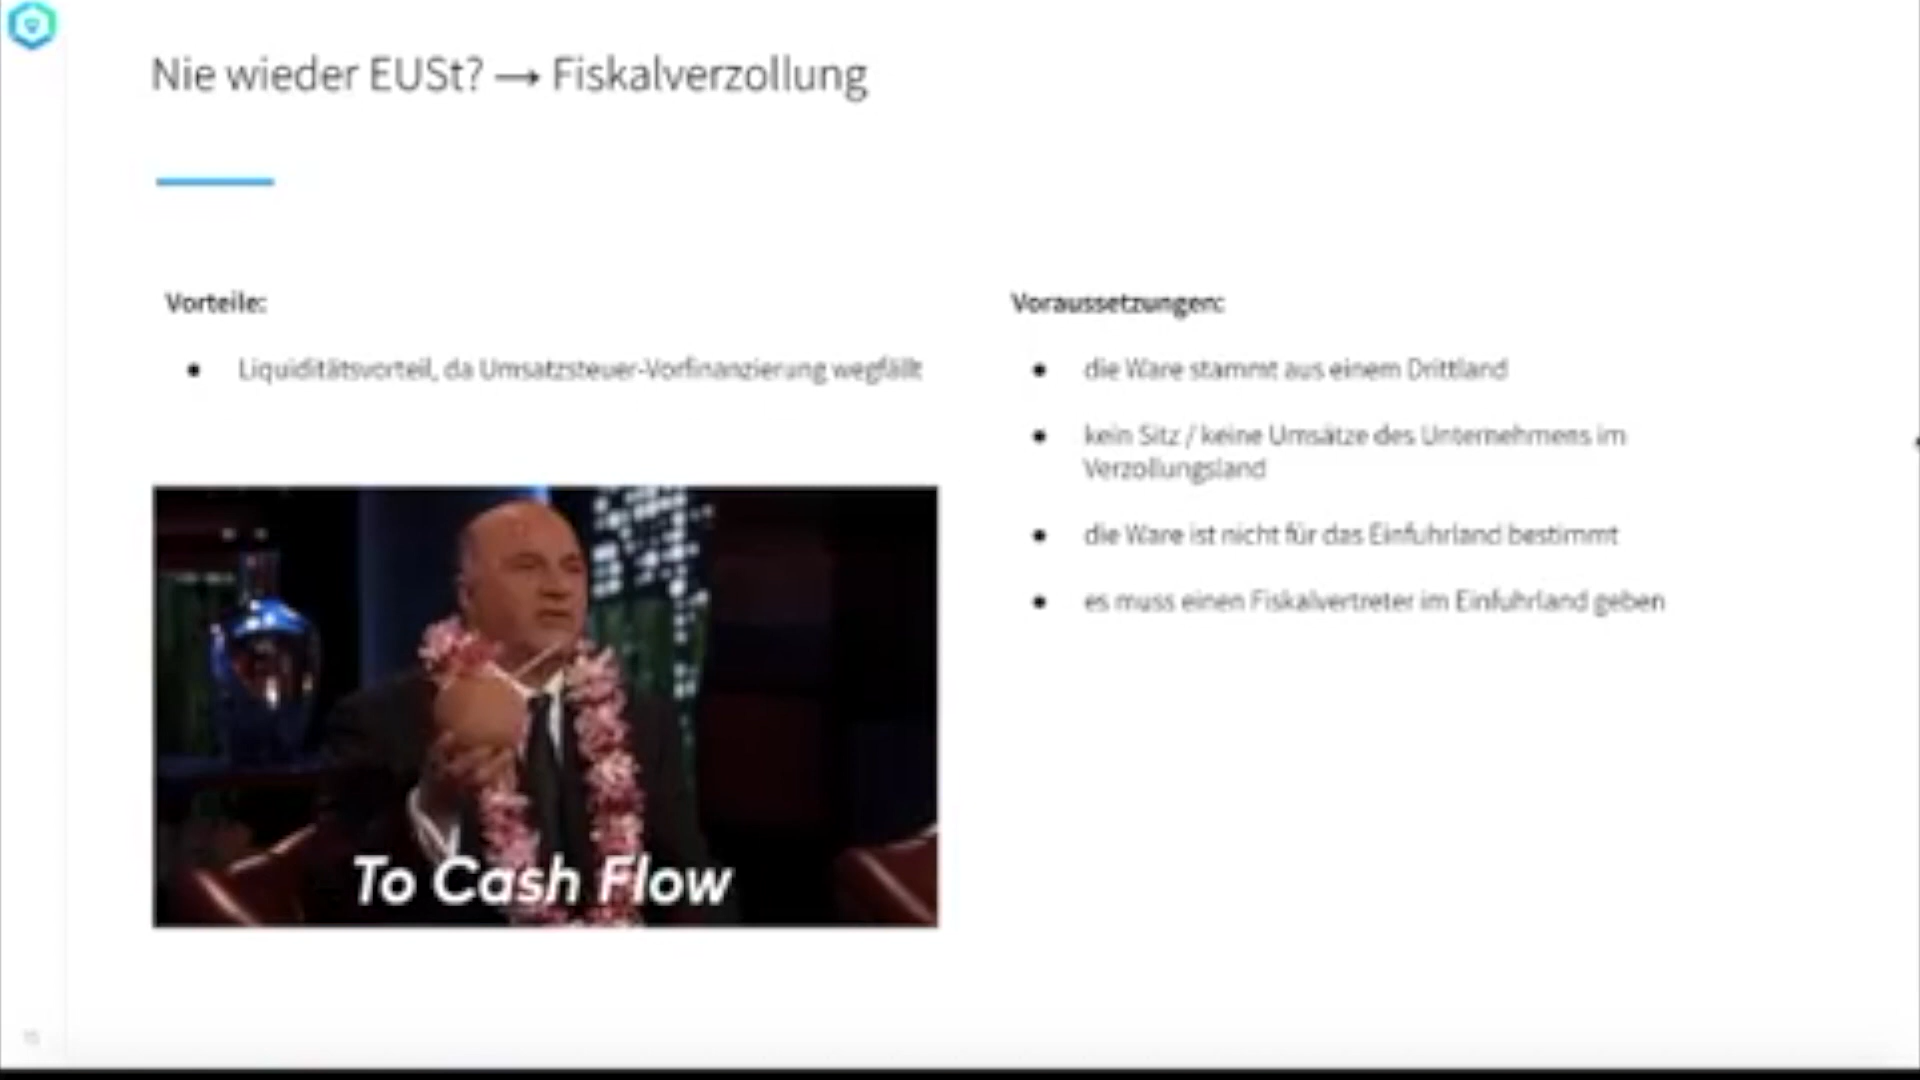 Nie wieder EUSt? → Fiskalverzollung
Vorteile:
● Liquiditätsvorteil, da Umsatzsteuer-Vorfinanzierung wegfällt
To Cash Flow
Voraussetzungen:
● die Ware stammt aus einem Drittland
● kein Sitz / keine Umsätze des Unternehmens im
Verzollungsland
● die Ware ist nicht für das Einfuhrland bestimmt
● es muss einen Fiskalvertreter im Einfuhrland geben